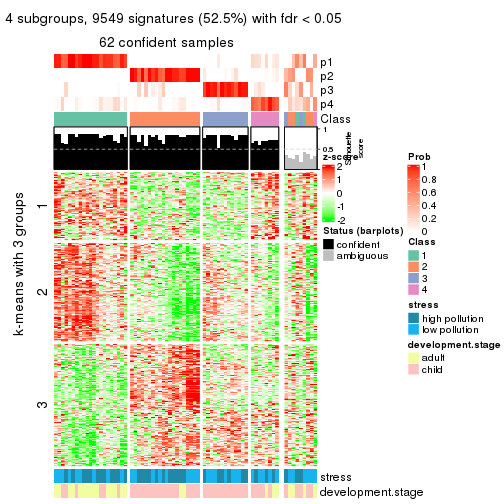 4 subgroups, 9549 signatures (52.5%) with fdr < 0.05
62 confident samples
p1
p2
p3
p4
Class
1
0.5
0
Silhouette
score
k-means with 3 groups
1
2
3
stress
development.stage
z-score
2
1
0
-1
-2
Status (barplots)
confident
ambiguous
Prob
1
0.8
0.6
0.4
0.2
0
Class
1
2
3
4
stress
high pollution
low pollution
development.stage
adult
child